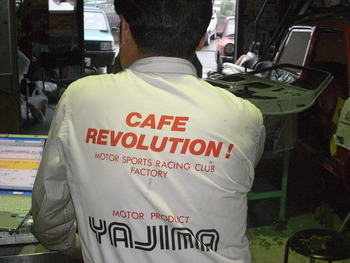 CAFE
REVOLUTION!
MOTOR SPORTS RACING CLUB
FACTORY
MOTOR PRODUCT
YAJIMA